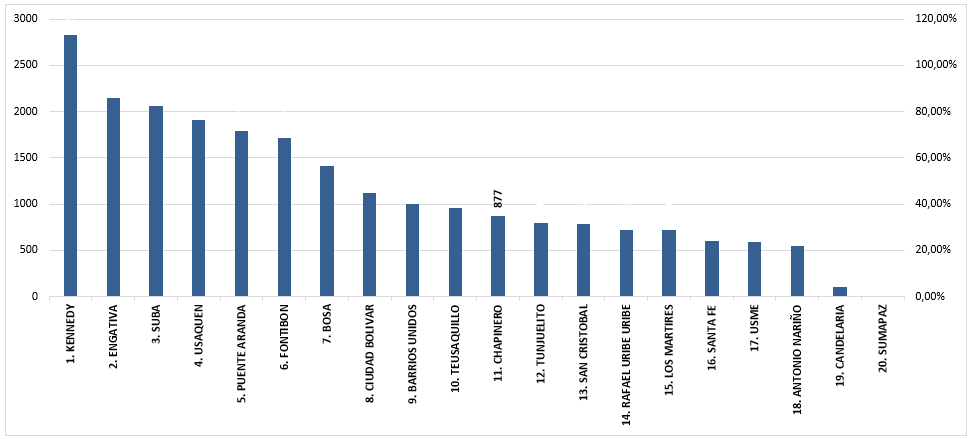 3000
2500
2000
1500
1000
500
0
120,00%
100,00%
80,00%
60,00%
40,00%
20,00%
0,00%
877
1. KENNEDY
2. ENGATIVA
3. SUBA
4. USAQUEN
5. PUENTE ARANDA
6. FONTIBON
7. BOSA
8. CIUDAD BOLIVAR
9. BARRIOS UNIDOS
10. TEUSAQUILLO
11. CHAPINERO
12. TUNJUELITO
13. SAN CRISTOBAL
14. RAFAEL URIBE URIBE
15. LOS MARTIRES
16. SANTA FE
17. USME
18. ANTONIO NARIÑO
19. CANDELARIA
20. SUMAPAZ